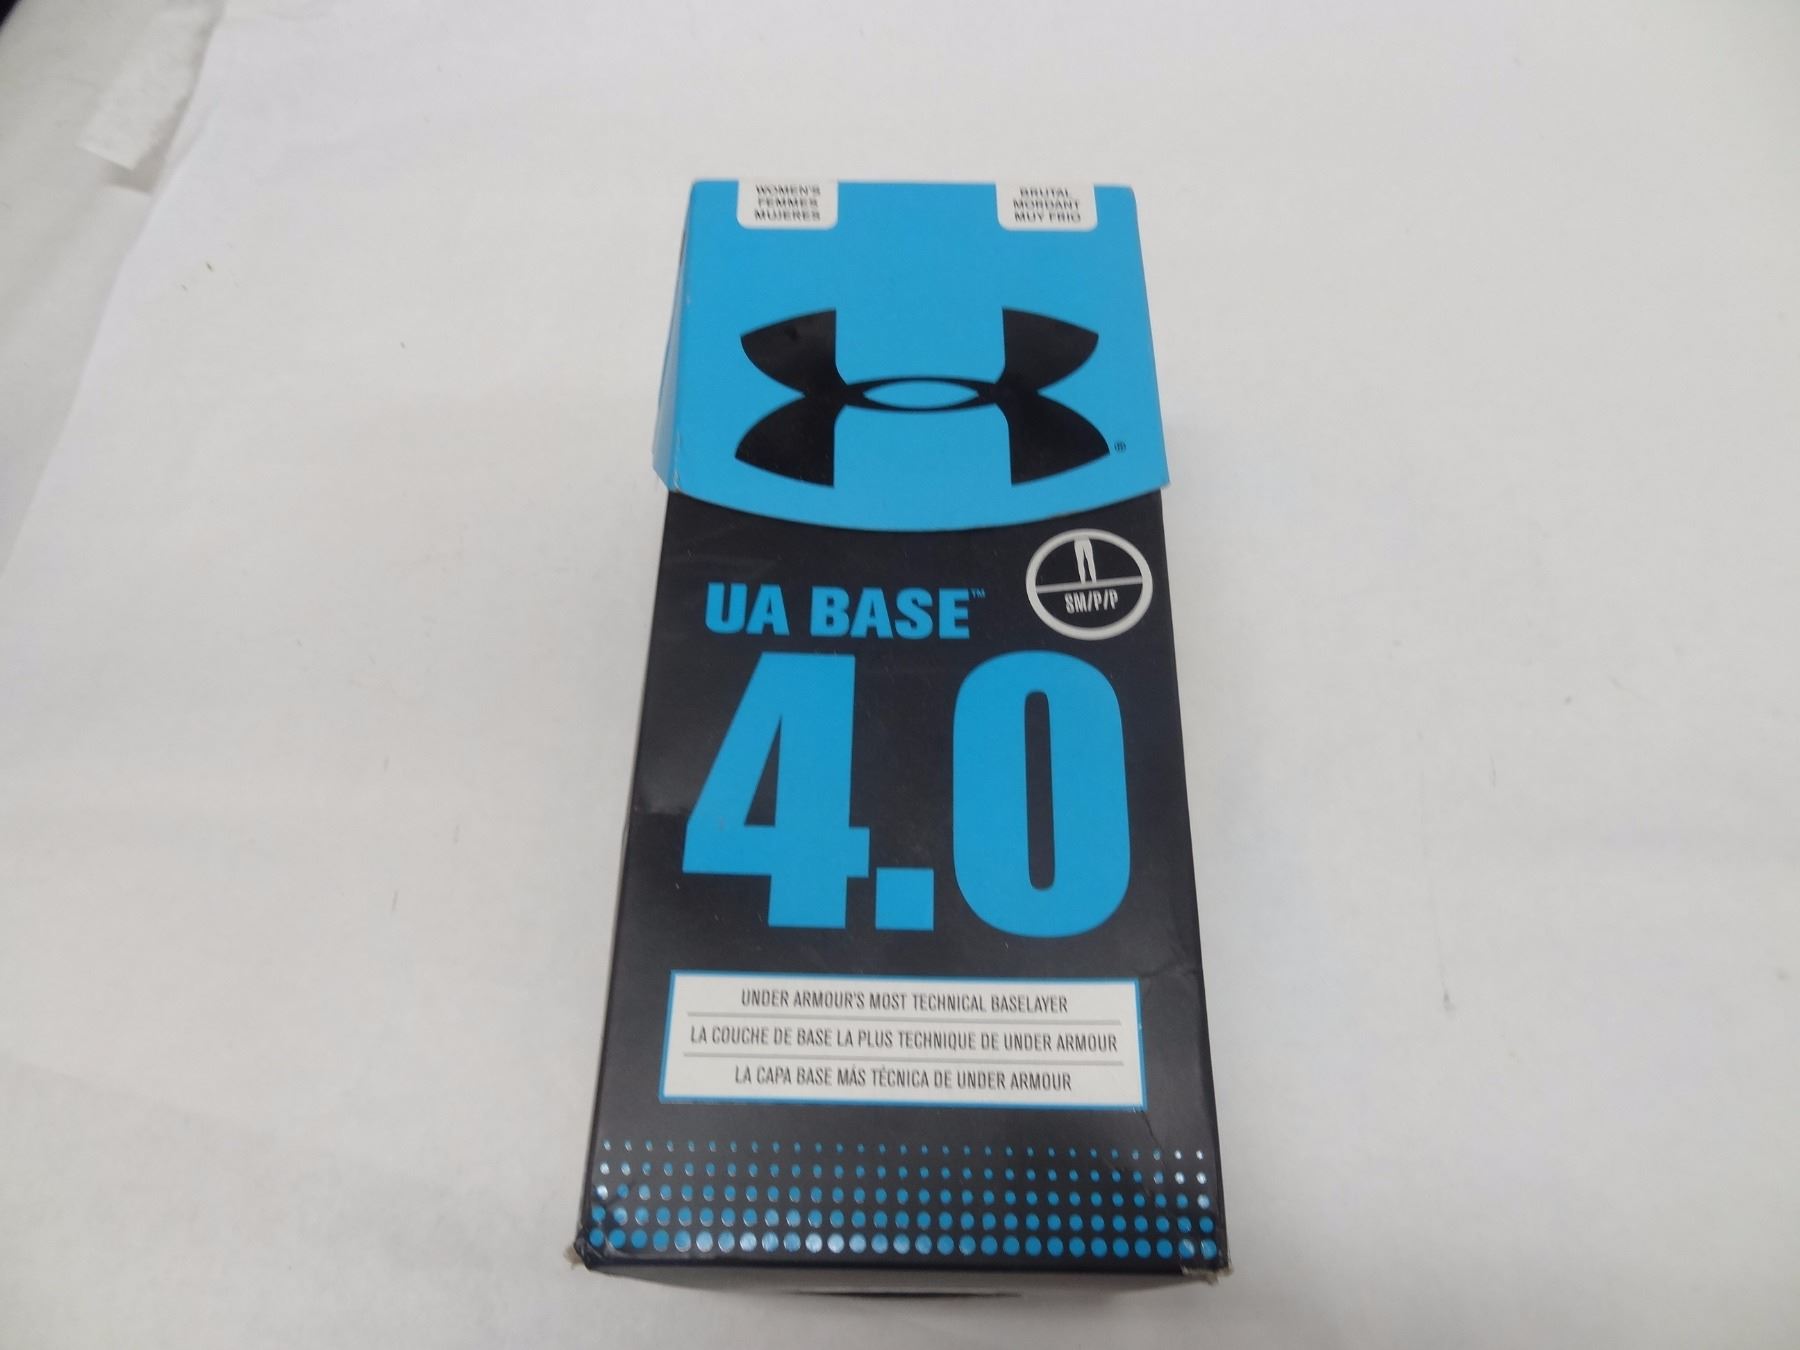 WOMEN'S
FEMMES
MUJERES
BRUTAL
MORDANT
MUY FRIO
®
UA BASE™
SM/P/P
4.0
UNDER ARMOUR'S MOST TECHNICAL BASELAYER
LA COUCHE DE BASE LA PLUS TECHNIQUE DE UNDER ARMOUR
LA CAPA BASE MÁS TÉCNICA DE UNDER ARMOUR